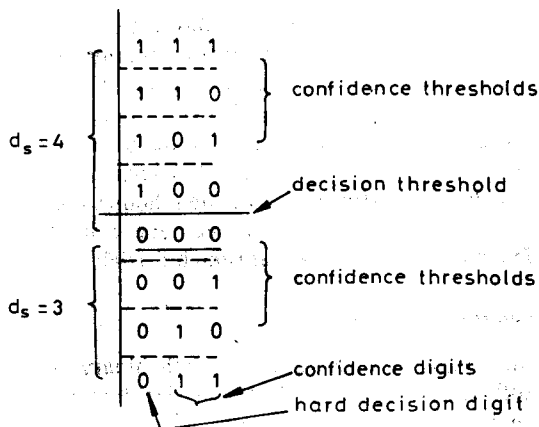 1 1 1
1 1 0 confidence thresholds
d_s=4 1 0 1
1 0 0 decision threshold
0 0 0
0 0 1 confidence thresholds
d_s=3 0 1 0
0 1 1 confidence digits
hard decision digit